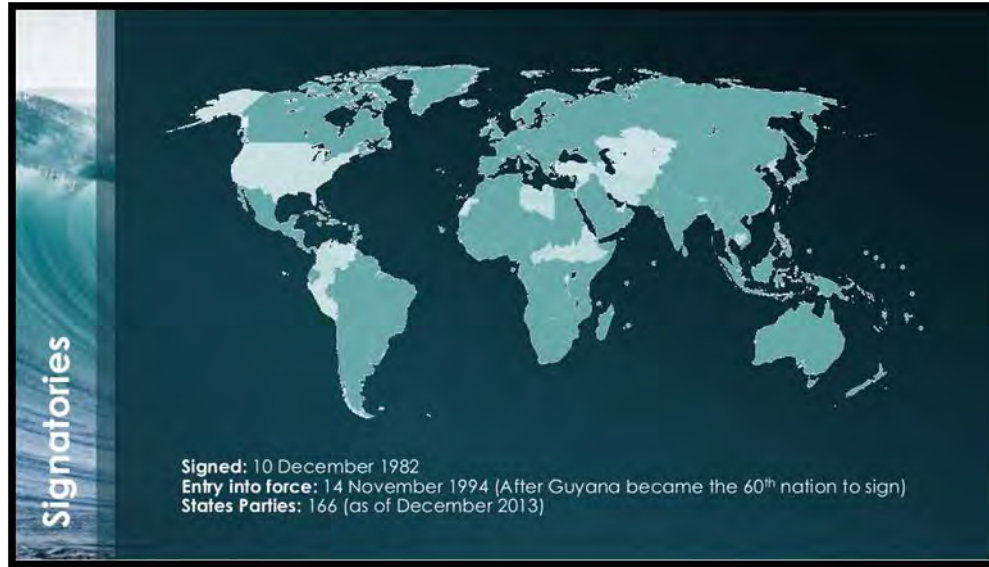 Signatories
Signed: 10 December 1982
Entry into force: 14 November 1994 (After Guyana became the 60th nation to sign)
States Parties: 166 (as of December 2013)